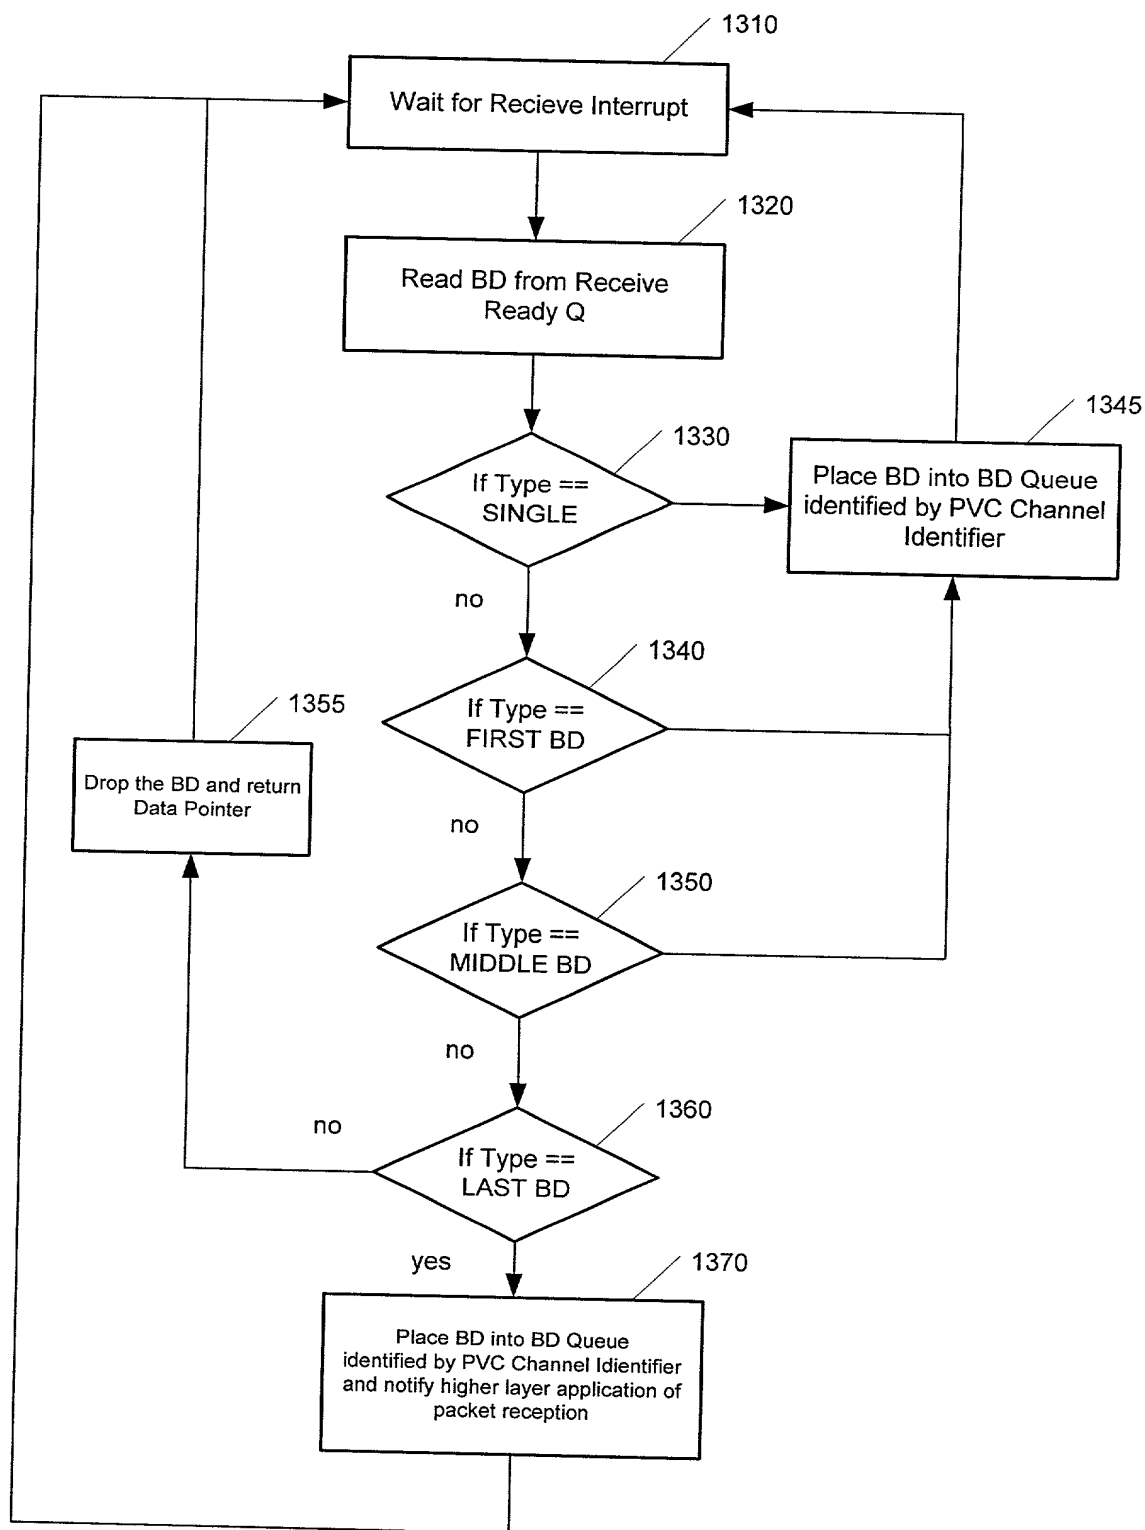 1310
Wait for Recieve Interrupt
1320
Read BD from Receive
Ready Q
1330
If Type ==
SINGLE
1345
Place BD into BD Queue
identified by PVC Channel
Identifier
no
1340
If Type ==
FIRST BD
1355
Drop the BD and return
Data Pointer
no
1350
If Type ==
MIDDLE BD
no
1360
no
If Type ==
LAST BD
yes
1370
Place BD into BD Queue
identified by PVC Channel Idientifier
and notify higher layer application of
packet reception